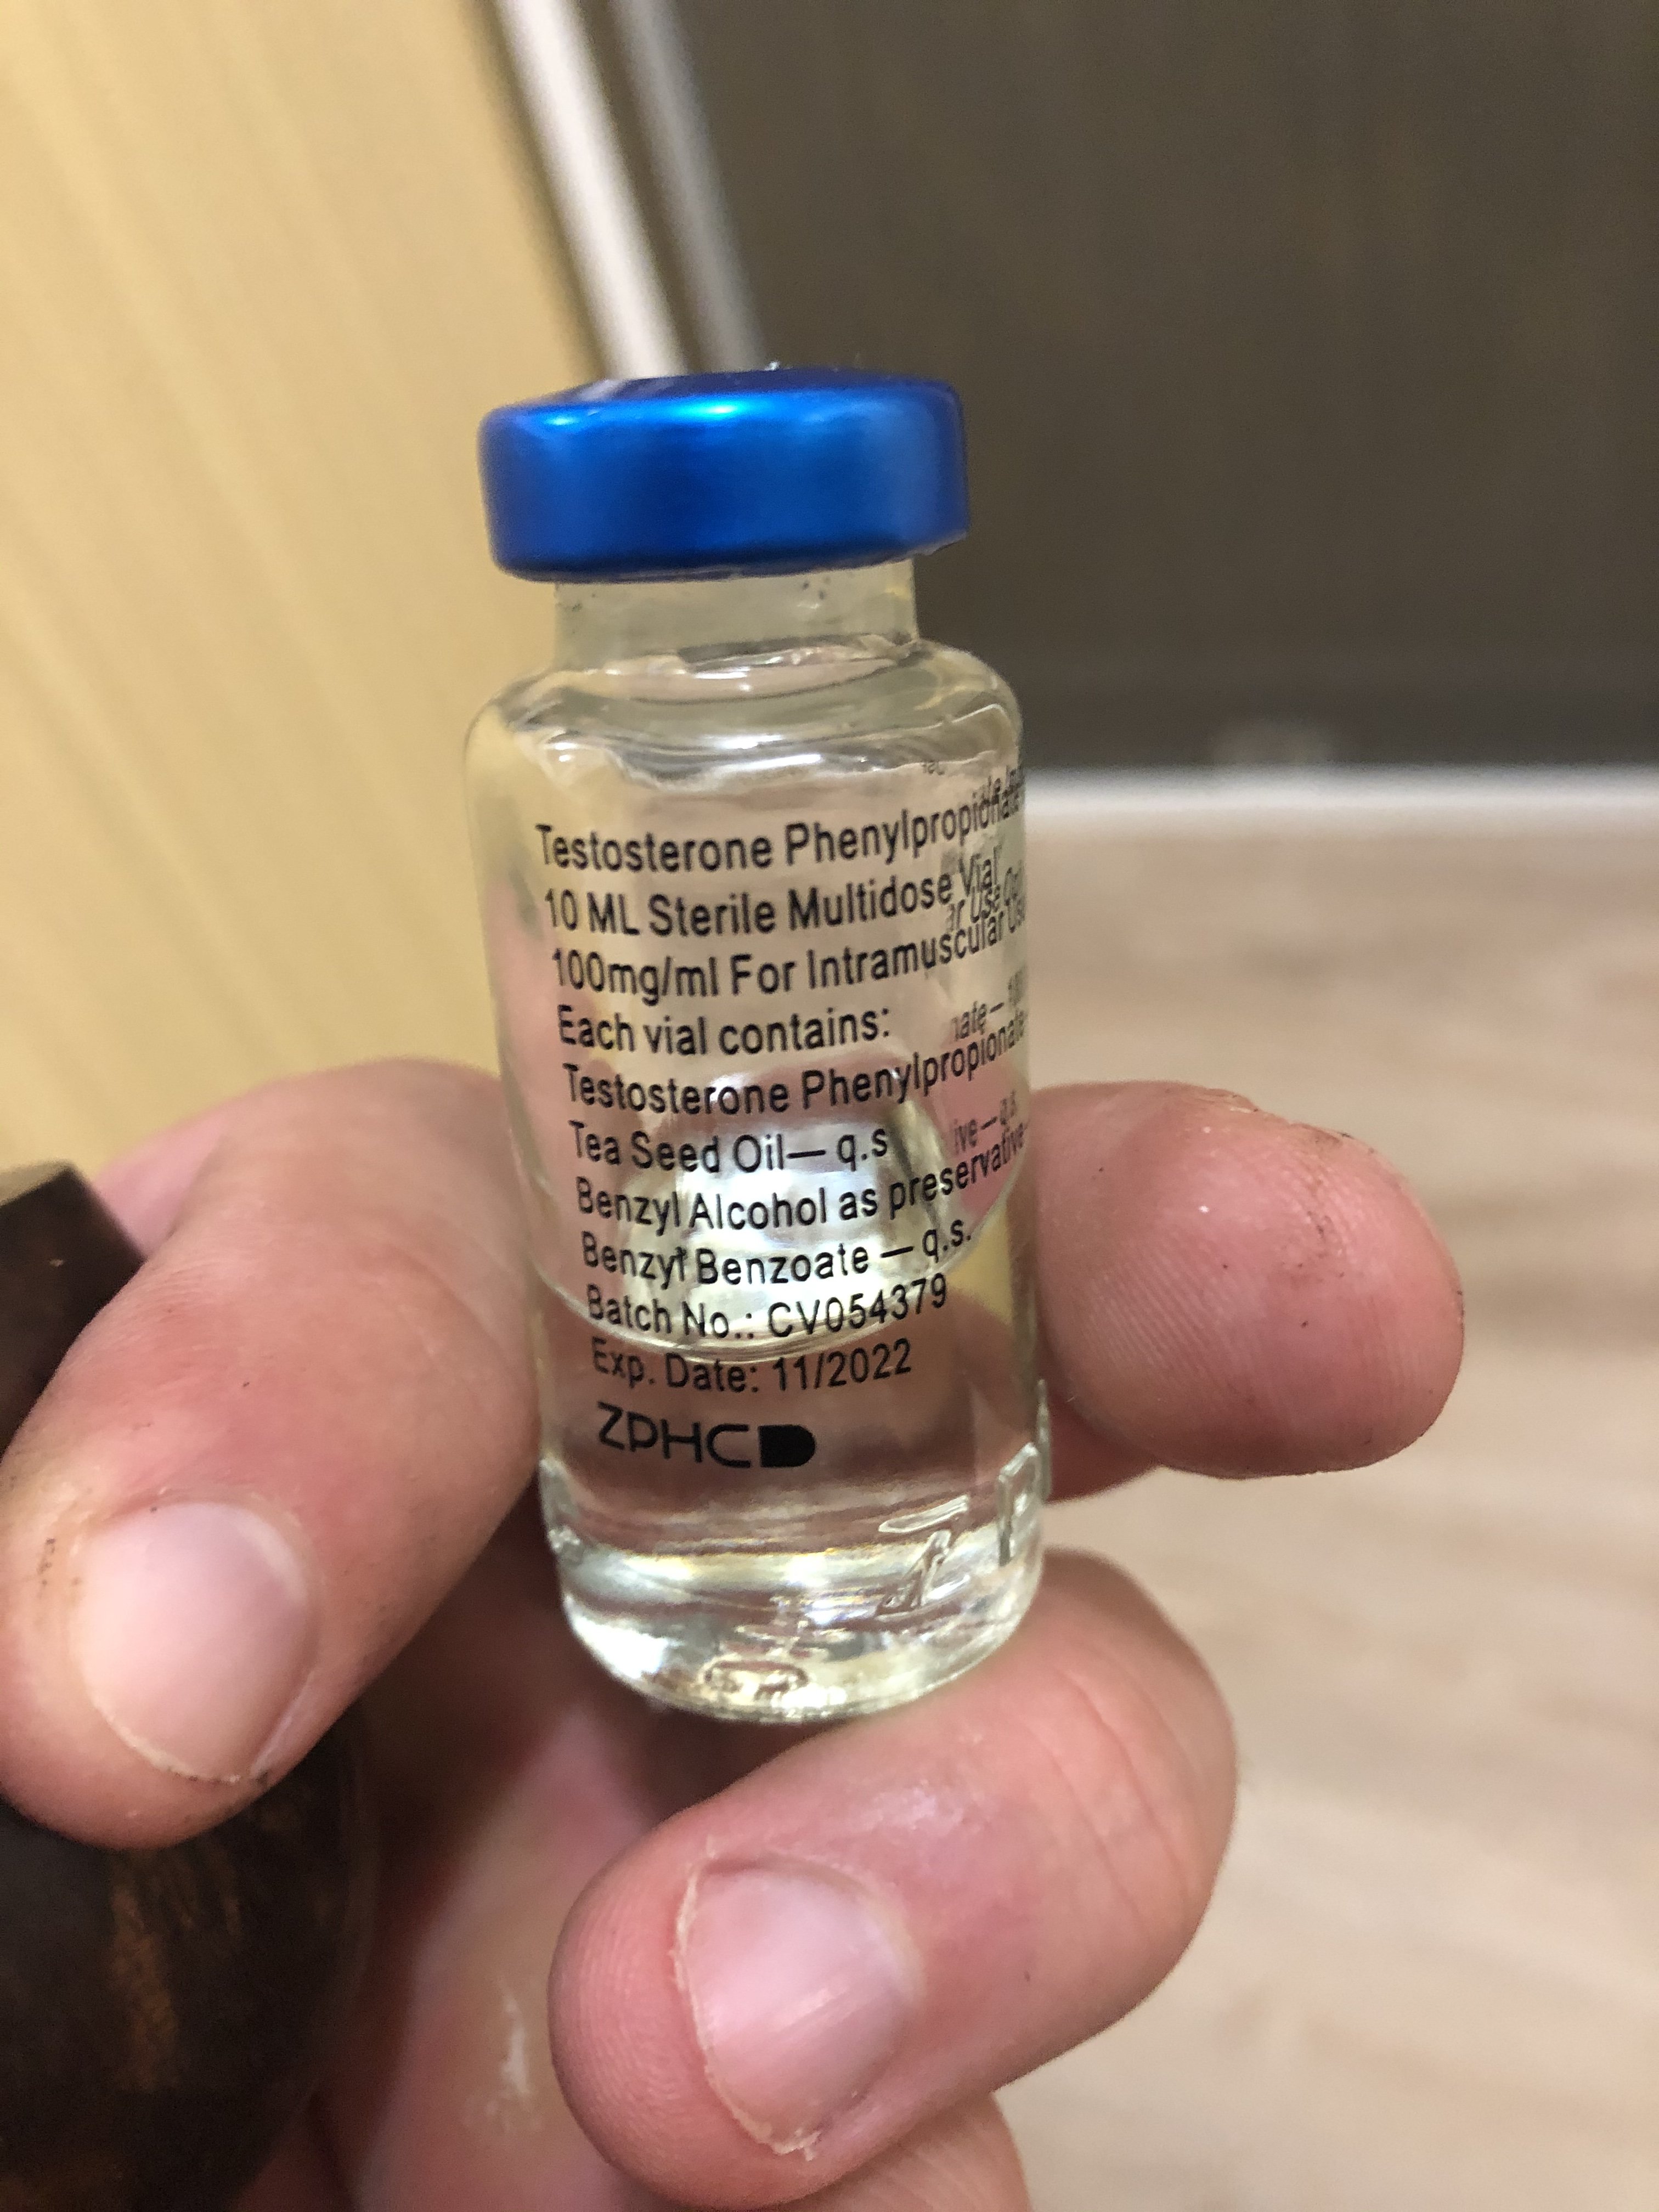 Testosterone Phenylpropionate
10 ML Sterile Multidose Vial
100mg/ml For Intramuscular Use
Each vial contains:
Testosterone Phenylpropionate
Tea Seed Oil— q.s
Benzyl Alcohol as preservative—
Benzyl Benzoate — q.s.
Batch No.: CV054379
Exp. Date: 11/2022
ZPHC